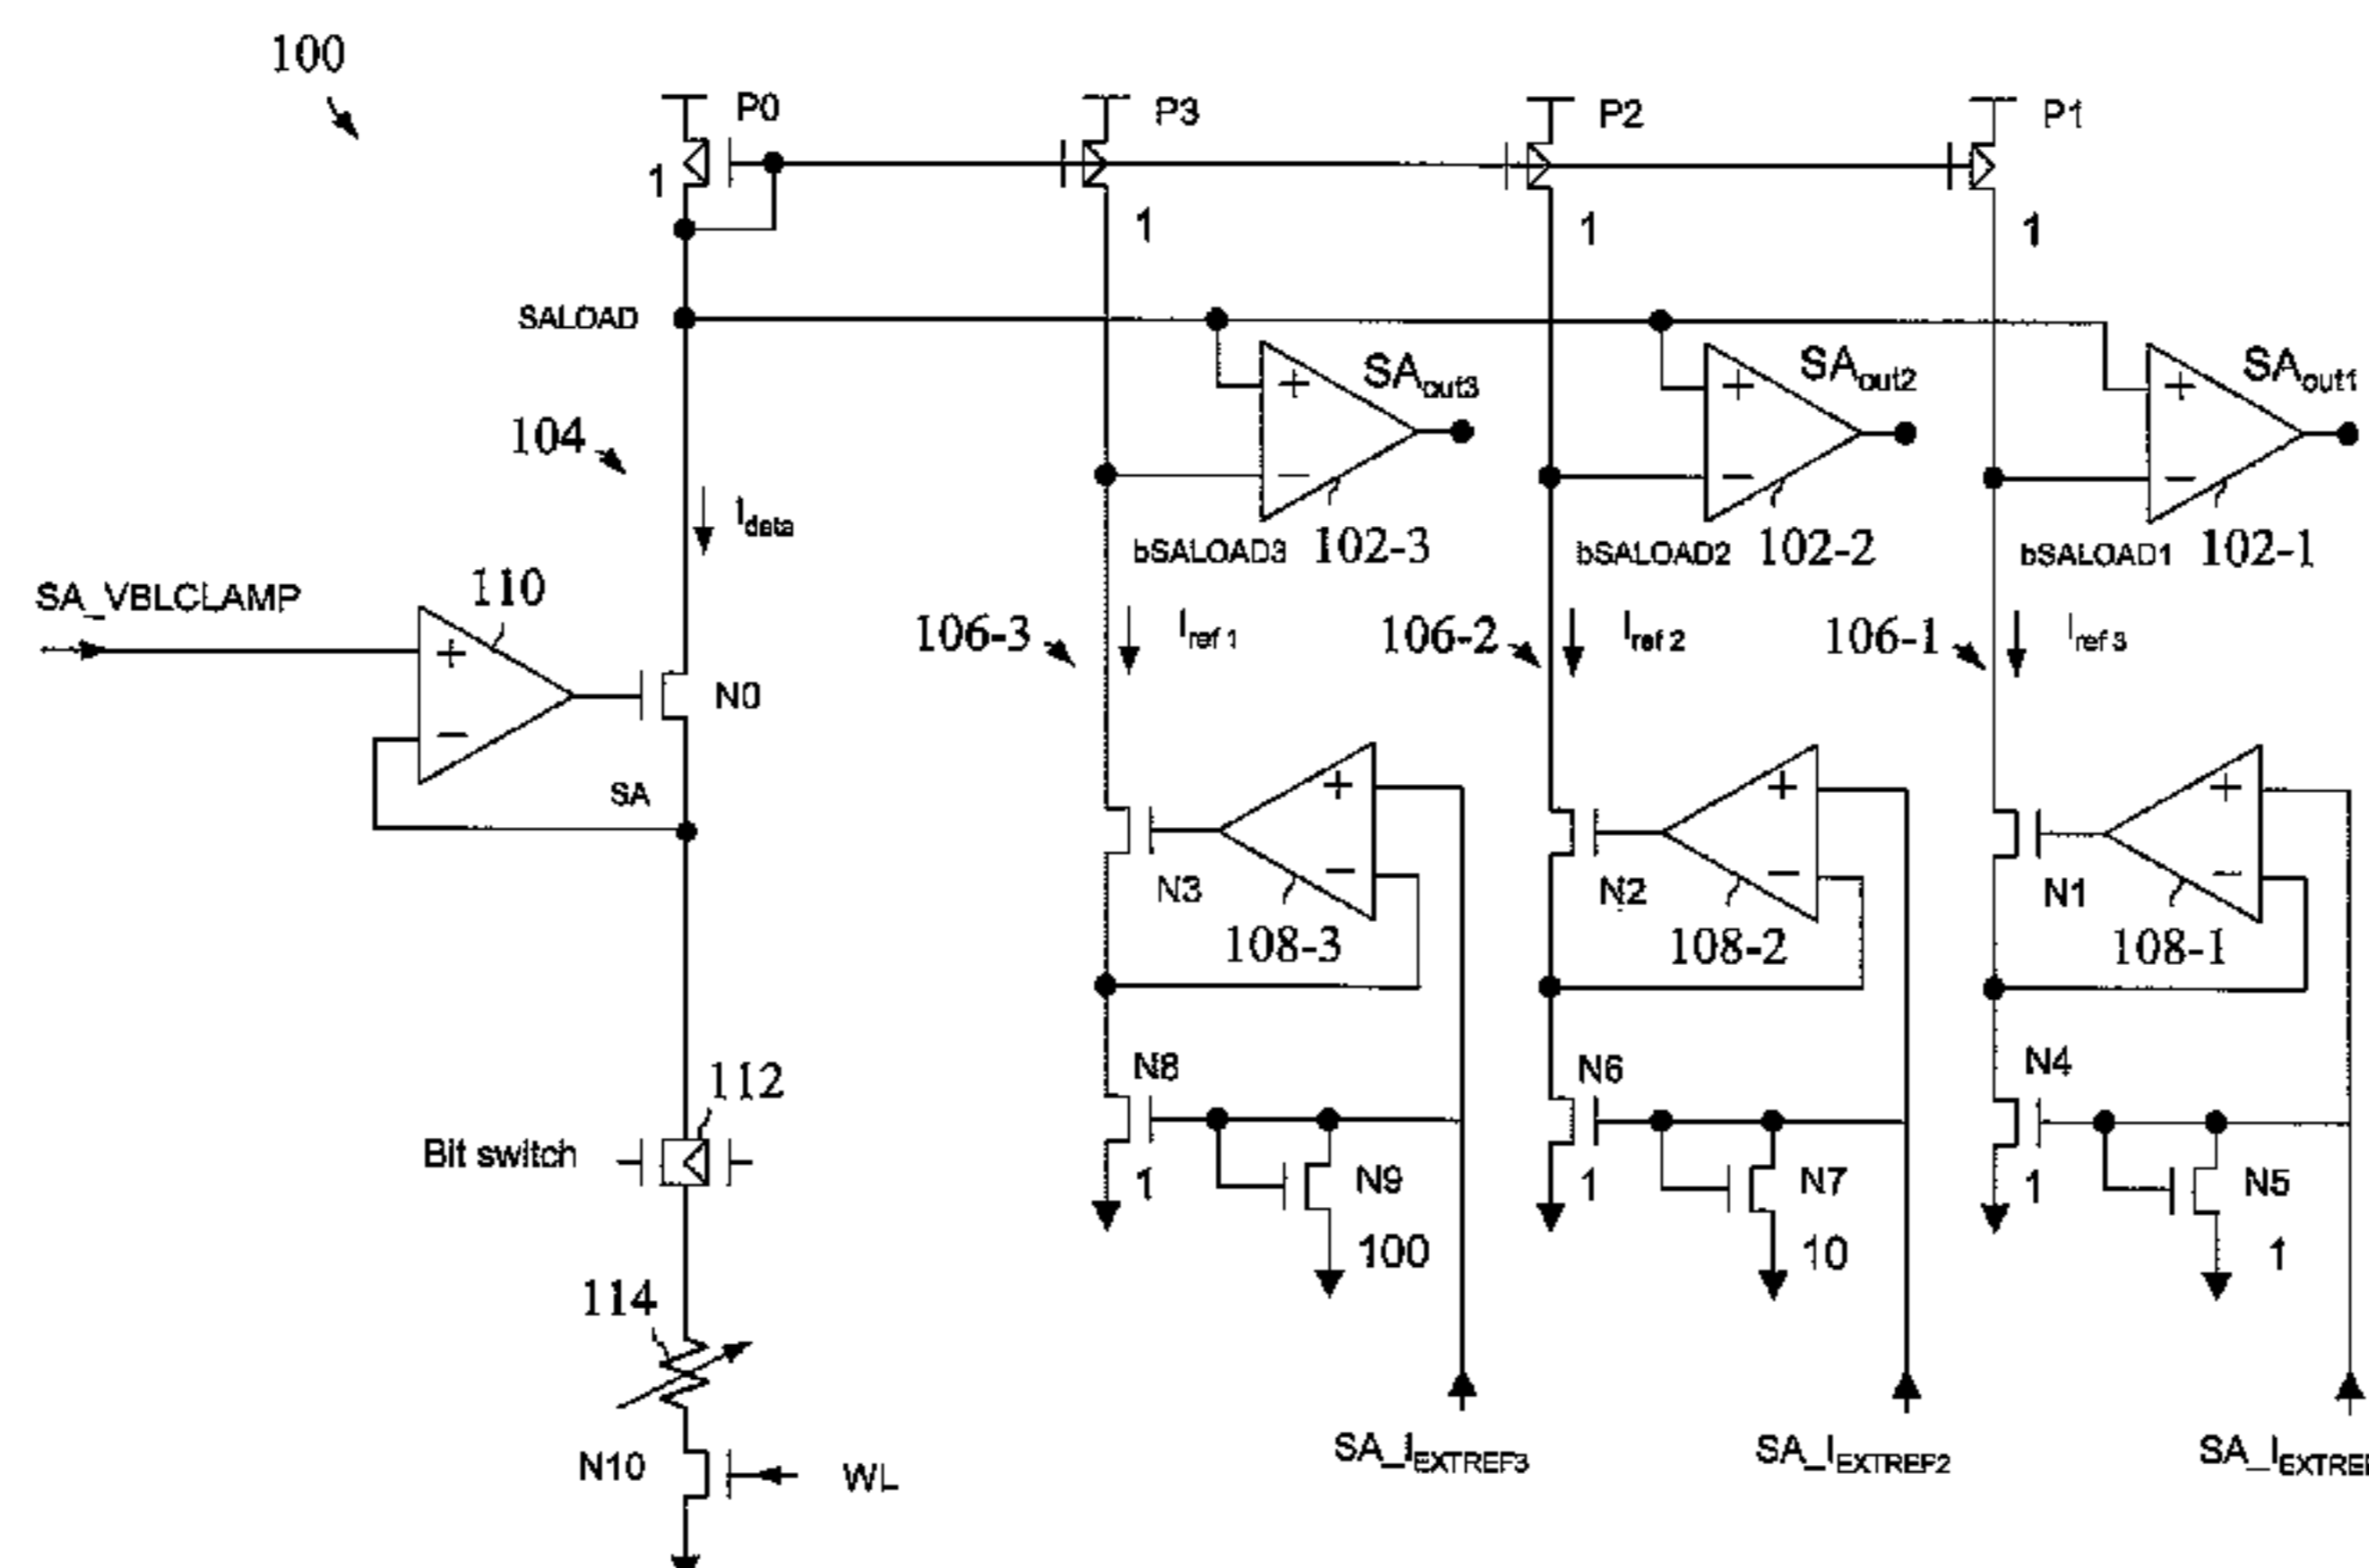 100
P0
P3
P2
P1
1
1
1
1
SALOAD
+
SAout3
+
SAout2
+
SAout1
104
−
−
−
Idata
bSALOAD3
102-3
bSALOAD2
102-2
bSALOAD1
102-1
SA_VBLCLAMP
110
106-3
Iref 1
106-2
Iref 2
106-1
Iref 3
+
N0
−
SA
+
+
+
−
−
−
N3
N2
N1
108-3
108-2
108-1
112
N8
N6
N4
Bit switch
1
N9
1
N7
1
N5
100
10
1
114
SA_IEXTREF3
SA_IEXTREF2
N10
WL